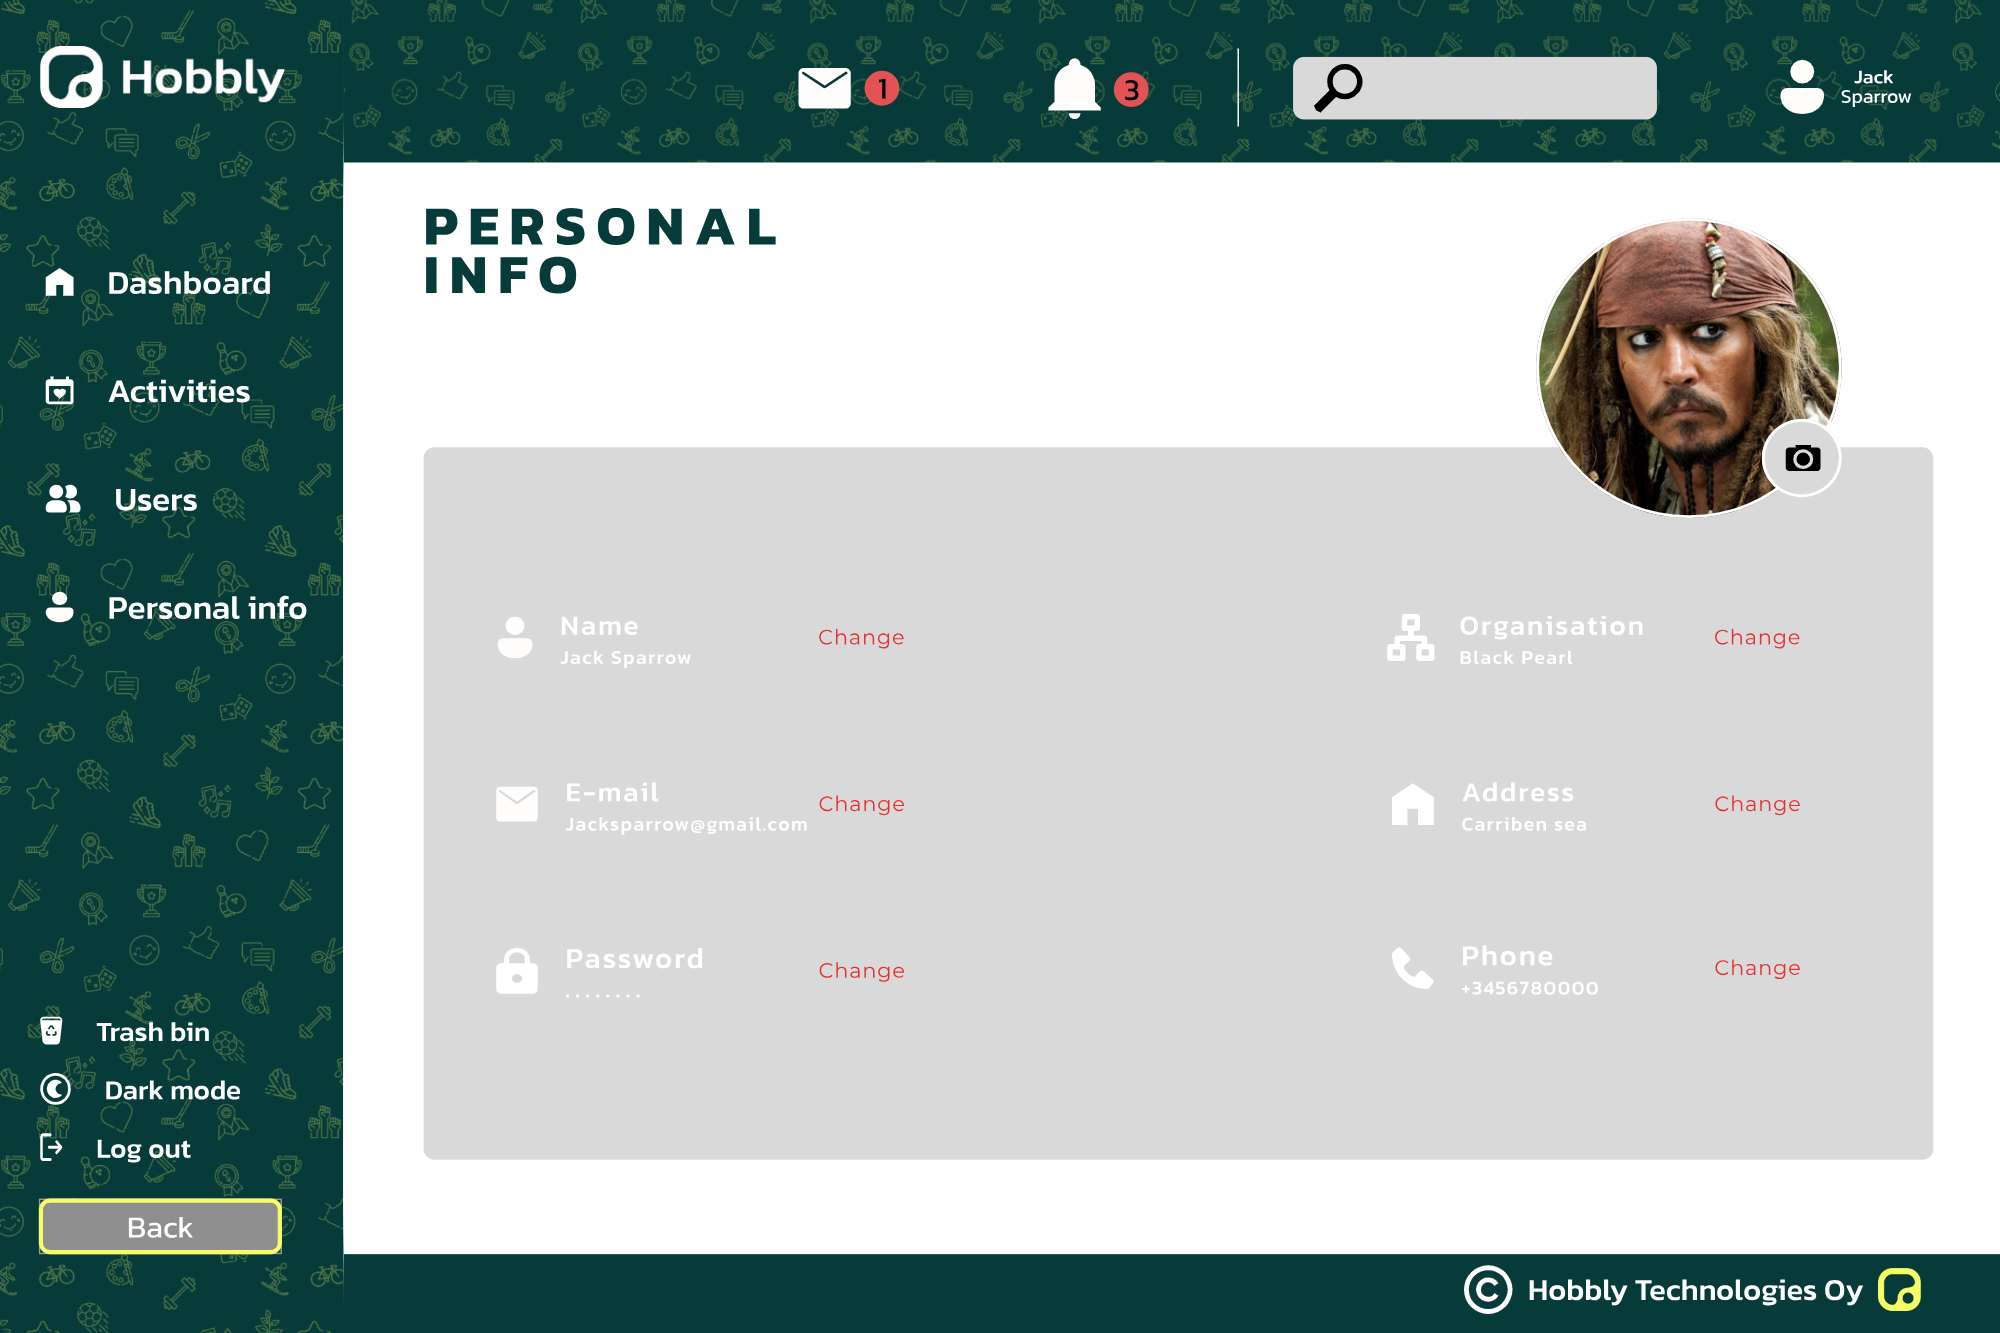 Hobbly
1
3
Jack
Sparrow
PERSONAL
INFO
Dashboard
Activities
Users
Personal info
Name
Jack Sparrow
Change
Organisation
Black Pearl
Change
E-mail
Jacksparrow@gmail.com
Change
Address
Carriben sea
Change
Password
........
Change
Phone
+3456780000
Change
Trash bin
Dark mode
Log out
Back
© Hobbly Technologies Oy